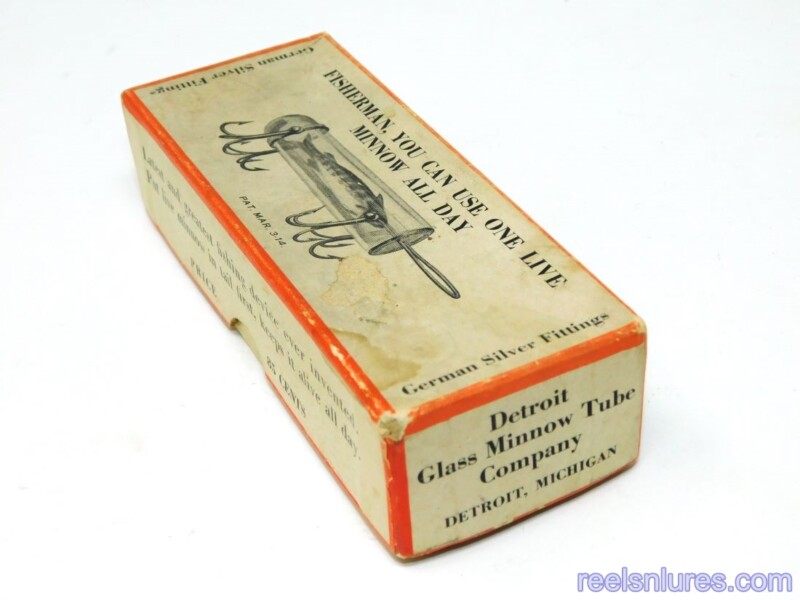 German Silver Fittings
FISHERMAN, YOU CAN USE ONE LIVE
MINNOW ALL DAY
PAT. MAR. 3-14.
German Silver Fittings
Latest and greatest fishing device ever invented.
Put live minnow in tail first, keeps it alive all day.
PRICE 85 CENTS
Detroit
Glass Minnow Tube
Company
DETROIT, MICHIGAN
reelsnlures.com